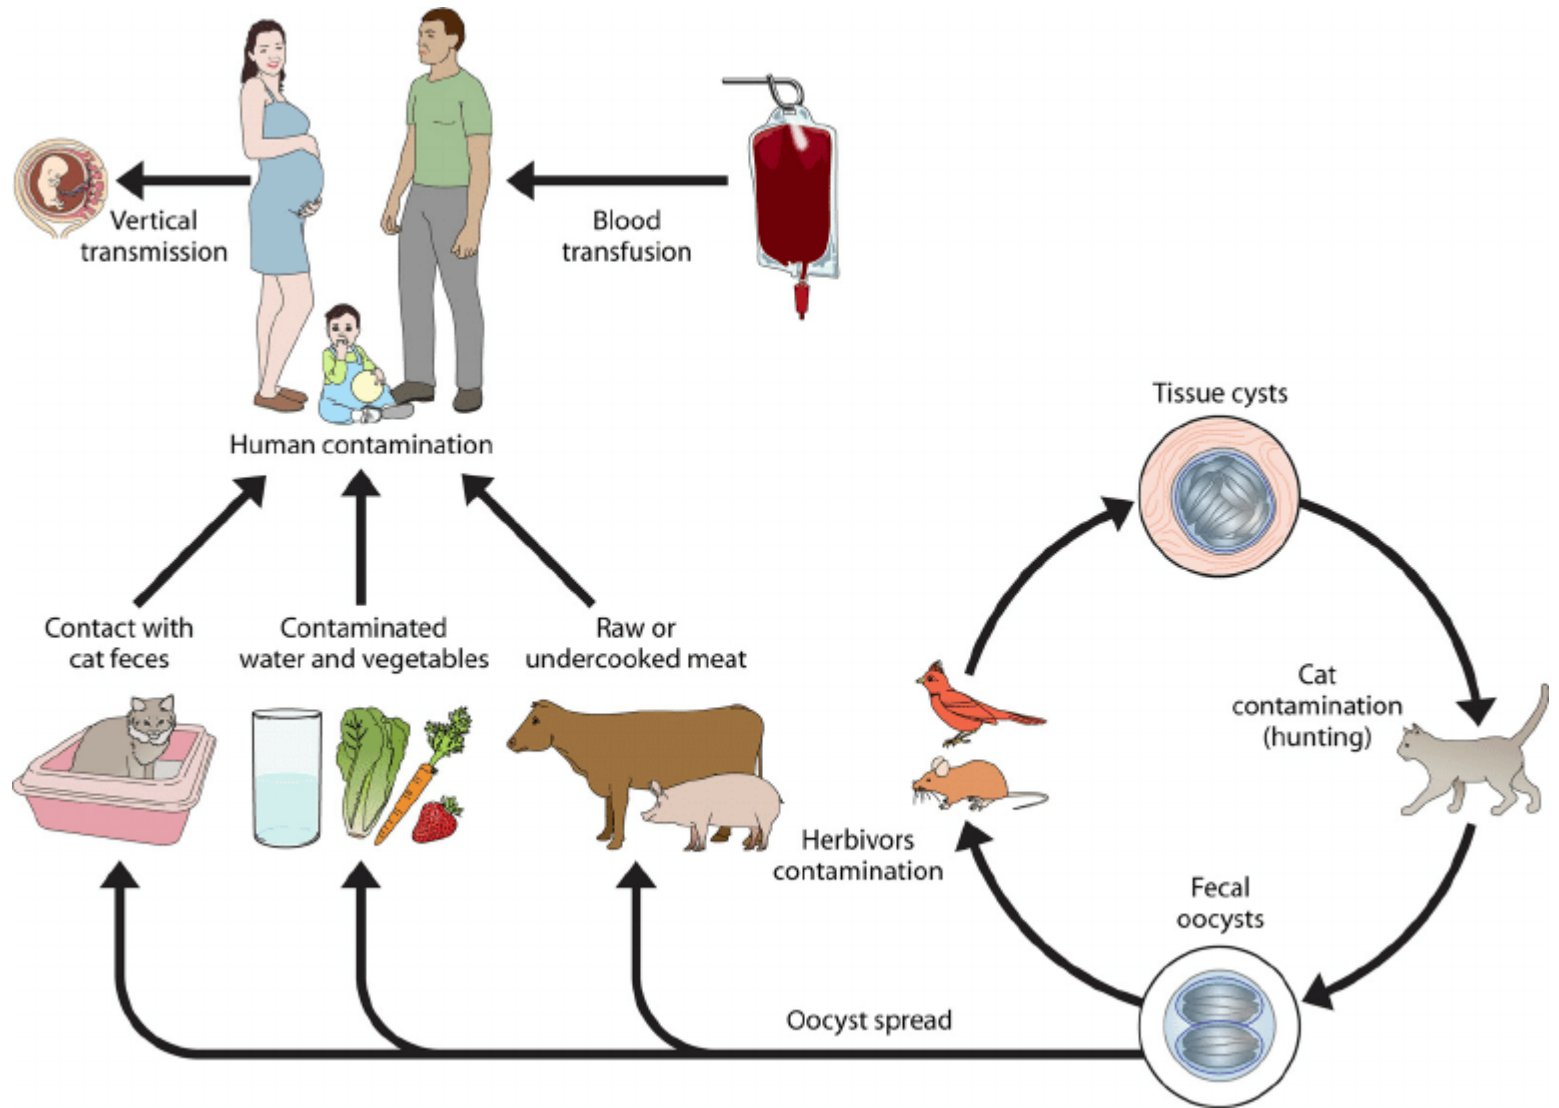 Vertical
transmission
Blood
transfusion
Human contamination
Tissue cysts
Contact with
cat feces
Contaminated
water and vegetables
Raw or
undercooked meat
Cat
contamination
(hunting)
Herbivors
contamination
Fecal
oocysts
Oocyst spread